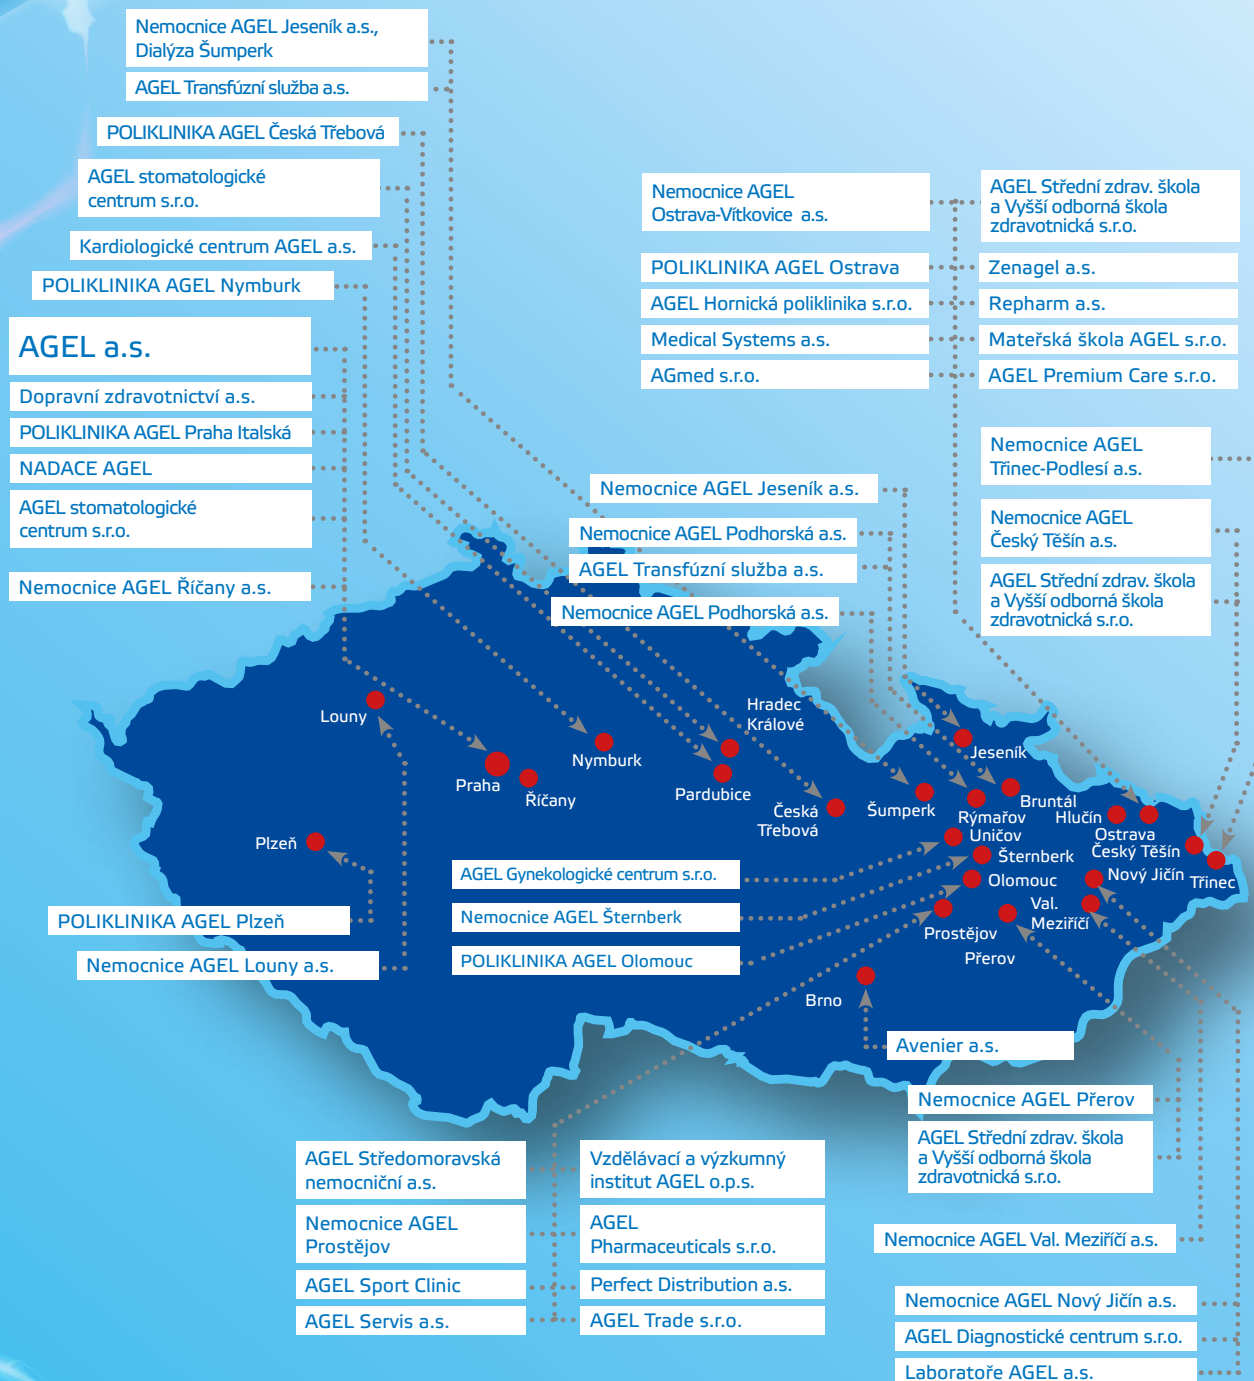 Nemocnice AGEL Jeseník a.s.,
Dialýza Šumperk
AGEL Transfúzní služba a.s.
POLIKLINIKA AGEL Česká Třebová
AGEL stomatologické
centrum s.r.o.
Kardiologické centrum AGEL a.s.
POLIKLINIKA AGEL Nymburk
AGEL a.s.
Dopravní zdravotnictví a.s.
POLIKLINIKA AGEL Praha Italská
NADACE AGEL
AGEL stomatologické
centrum s.r.o.
Nemocnice AGEL Říčany a.s.
Nemocnice AGEL
Ostrava-Vítkovice a.s.
POLIKLINIKA AGEL Ostrava
AGEL Hornická poliklinika s.r.o.
Medical Systems a.s.
AGmed s.r.o.
AGEL Střední zdrav. škola
a Vyšší odborná škola
zdravotnická s.r.o.
Zenagel a.s.
Repharm a.s.
Mateřská škola AGEL s.r.o.
AGEL Premium Care s.r.o.
Nemocnice AGEL
Třinec-Podlesí a.s.
Nemocnice AGEL
Český Těšín a.s.
AGEL Střední zdrav. škola
a Vyšší odborná škola
zdravotnická s.r.o.
Nemocnice AGEL Jeseník a.s.
Nemocnice AGEL Podhorská a.s.
AGEL Transfúzní služba a.s.
Nemocnice AGEL Podhorská a.s.
Louny
Praha
Říčany
Nymburk
Hradec
Králové
Pardubice
Česká
Třebová
Šumperk
Jeseník
Rýmařov
Bruntál
Hlučín
Ostrava
Uničov
Český Těšín
Šternberk
Nový Jičín
Třinec
Olomouc
Val.
Meziříčí
Prostějov
Přerov
Plzeň
Brno
AGEL Gynekologické centrum s.r.o.
Nemocnice AGEL Šternberk
POLIKLINIKA AGEL Olomouc
POLIKLINIKA AGEL Plzeň
Nemocnice AGEL Louny a.s.
Avenier a.s.
Nemocnice AGEL Přerov
AGEL Střední zdrav. škola
a Vyšší odborná škola
zdravotnická s.r.o.
Nemocnice AGEL Val. Meziříčí a.s.
Nemocnice AGEL Nový Jičín a.s.
AGEL Diagnostické centrum s.r.o.
Laboratoře AGEL a.s.
AGEL Středomoravská
nemocniční a.s.
Nemocnice AGEL
Prostějov
AGEL Sport Clinic
AGEL Servis a.s.
Vzdělávací a výzkumný
institut AGEL o.p.s.
AGEL
Pharmaceuticals s.r.o.
Perfect Distribution a.s.
AGEL Trade s.r.o.